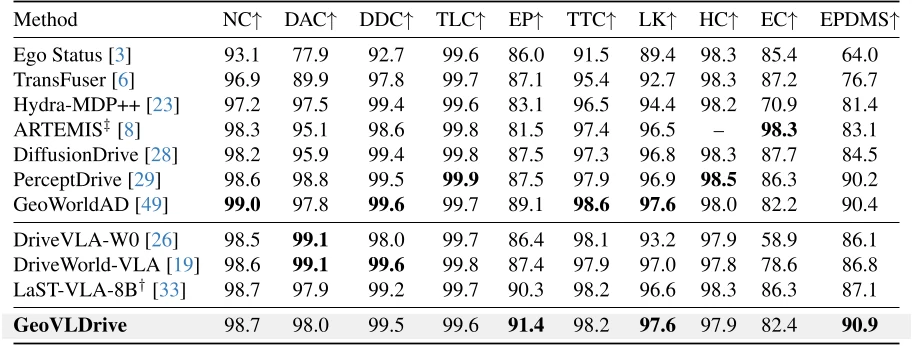 Method NC↑ DAC↑ DDC↑ TLC↑ EP↑ TTC↑ LK↑ HC↑ EC↑ EPDMS↑
Ego Status [3] 93.1 77.9 92.7 99.6 86.0 91.5 89.4 98.3 85.4 64.0
TransFuser [6] 96.9 89.9 97.8 99.7 87.1 95.4 92.7 98.3 87.2 76.7
Hydra-MDP++ [23] 97.2 97.5 99.4 99.6 83.1 96.5 94.4 98.2 70.9 81.4
ARTEMIS‡ [8] 98.3 95.1 98.6 99.8 81.5 97.4 96.5 – 98.3 83.1
DiffusionDrive [28] 98.2 95.9 99.4 99.8 87.5 97.3 96.8 98.3 87.7 84.5
PerceptDrive [29] 98.6 98.8 99.5 99.9 87.5 97.9 96.9 98.5 86.3 90.2
GeoWorldAD [49] 99.0 97.8 99.6 99.7 89.1 98.6 97.6 98.0 82.2 90.4
DriveVLA-W0 [26] 98.5 99.1 98.0 99.7 86.4 98.1 93.2 97.9 58.9 86.1
DriveWorld-VLA [19] 98.6 99.1 99.6 99.8 87.4 97.9 97.0 97.8 78.6 86.8
LaST-VLA-8B† [33] 98.7 97.9 99.2 99.7 90.3 98.2 96.6 98.3 86.3 87.1
GeoVLDrive 98.7 98.0 99.5 99.6 91.4 98.2 97.6 97.9 82.4 90.9